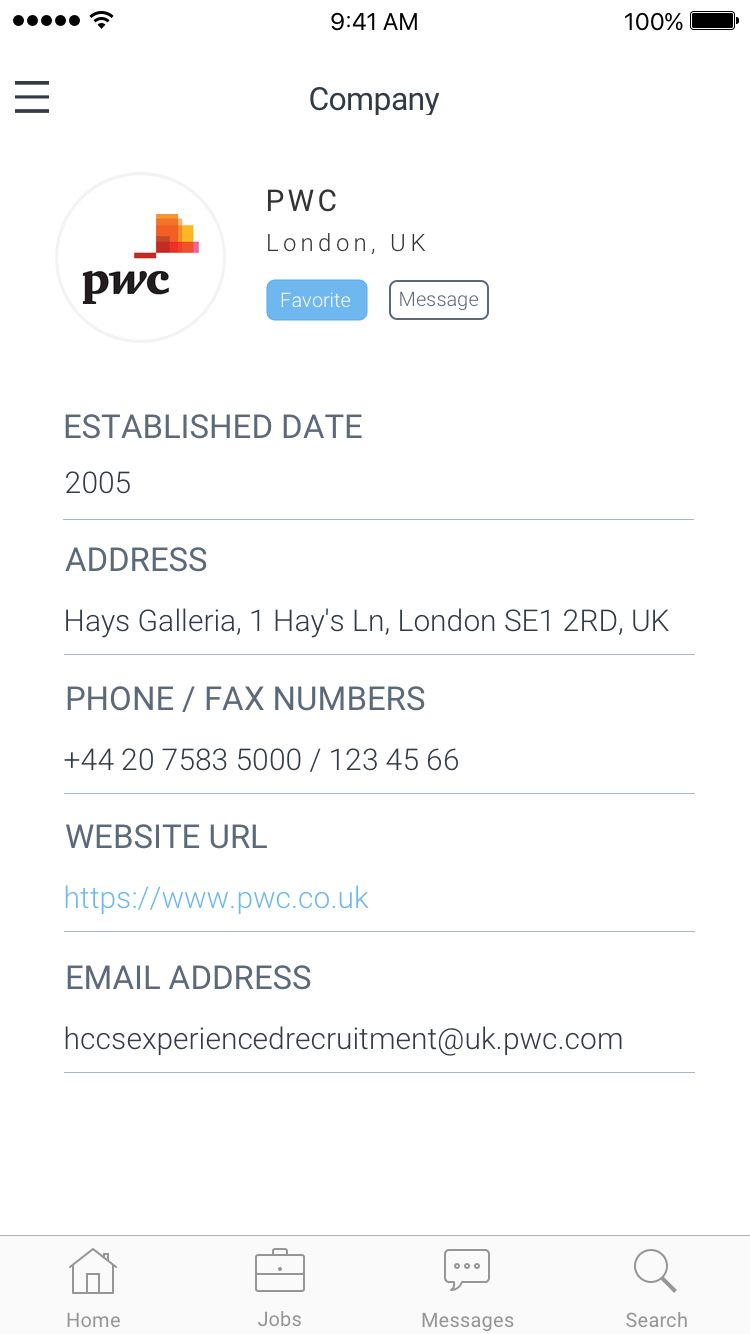 9:41 AM 100%
Company
pwc
PWC
London, UK
Favorite Message
ESTABLISHED DATE
2005
ADDRESS
Hays Galleria, 1 Hay's Ln, London SE1 2RD, UK
PHONE / FAX NUMBERS
+44 20 7583 5000 / 123 45 66
WEBSITE URL
https://www.pwc.co.uk
EMAIL ADDRESS
hccsexperiencedrecruitment@uk.pwc.com
Home Jobs Messages Search